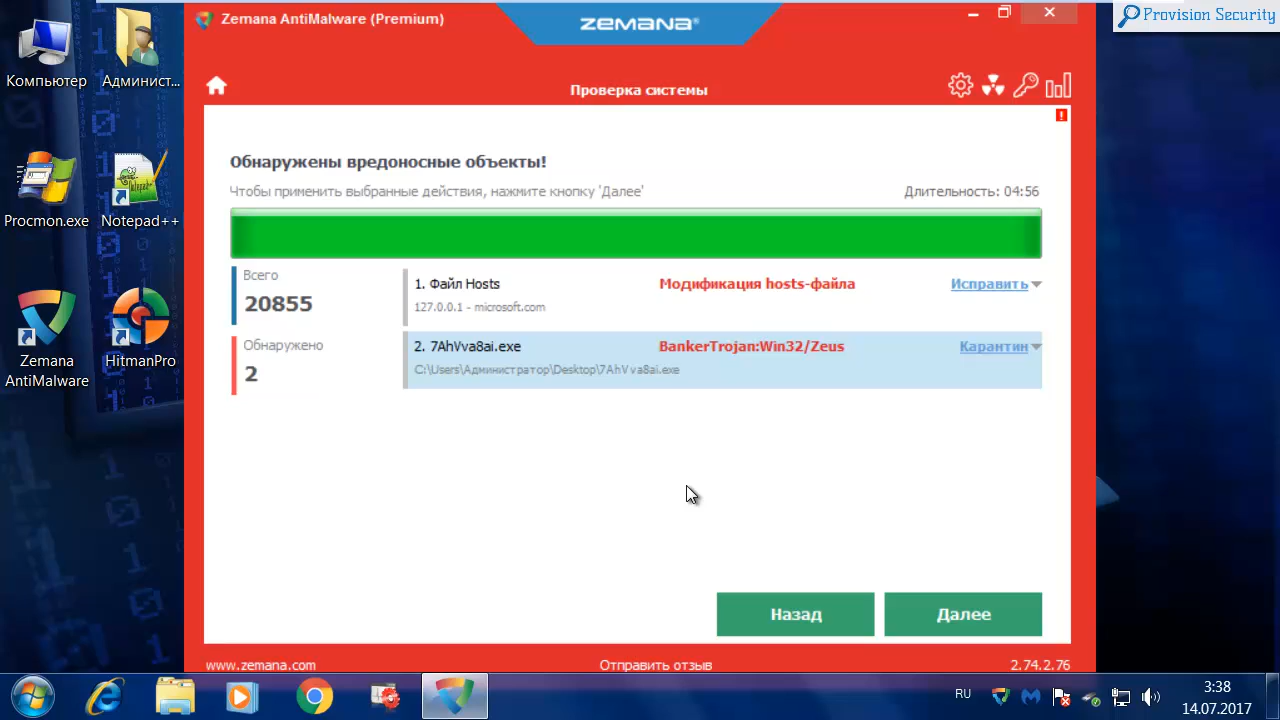 Zemana AntiMalware (Premium)
ZEMANA®
Provision Security
Компьютер
Админист...
Procmon.exe
Notepad++
Zemana AntiMalware
HitmanPro
Проверка системы
Обнаружены вредоносные объекты!
Чтобы применить выбранные действия, нажмите кнопку 'Далее'
Длительность: 04:56
Всего
20855
Обнаружено
2
1. Файл Hosts
Модификация hosts-файла
Исправить
127.0.0.1 - microsoft.com
2. 7AhVva8ai.exe
BankerTrojan:Win32/Zeus
Карантин
C:\Users\Администратор\Desktop\7AhVva8ai.exe
Назад
Далее
www.zemana.com
Отправить отзыв
2.74.2.76
RU
3:38
14.07.2017